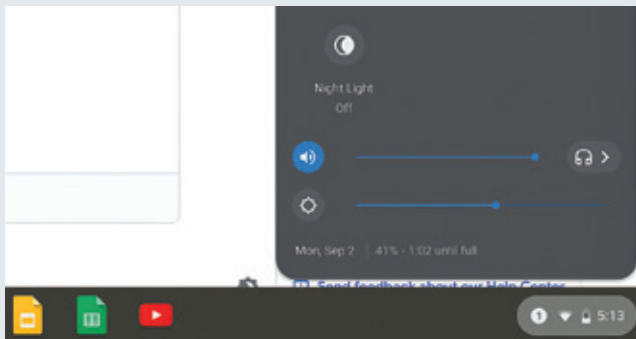 Night Light
Off
Mon, Sep 2 | 41% - 1:02 until full
Send feedback about our Help Center
1 5:13